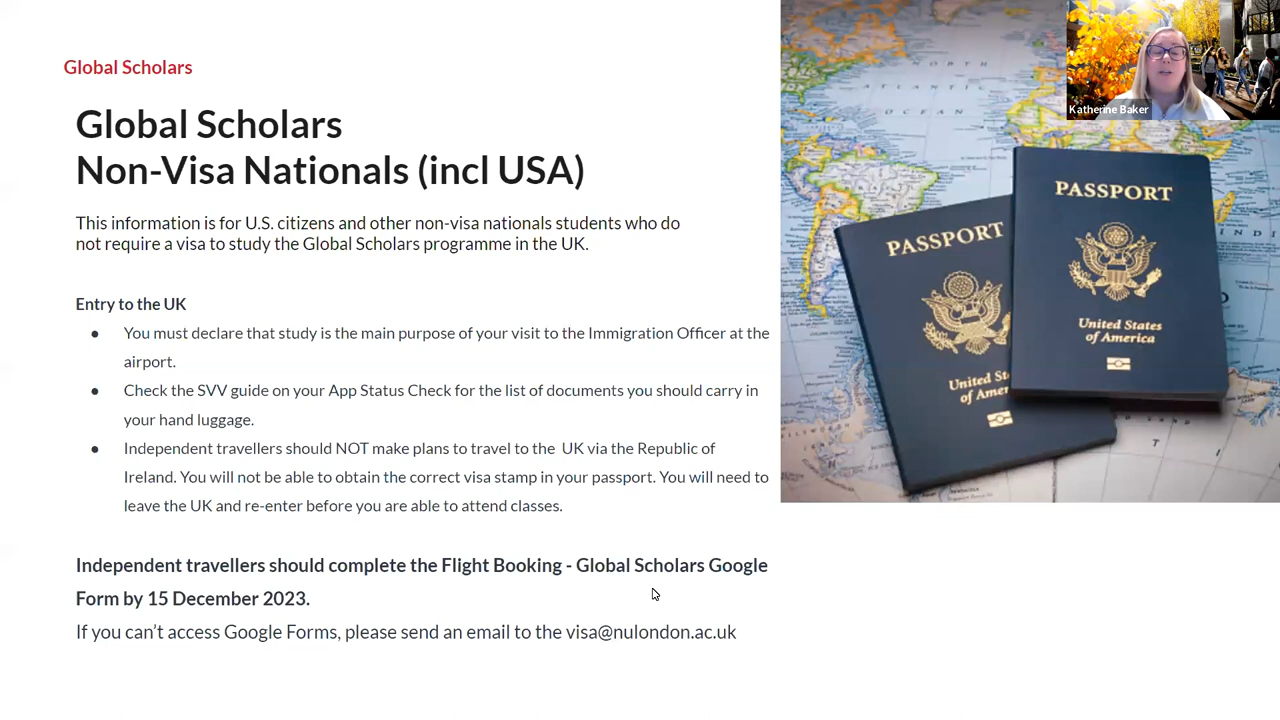 Global Scholars
Global Scholars
Non-Visa Nationals (incl USA)
This information is for U.S. citizens and other non-visa nationals students who do
not require a visa to study the Global Scholars programme in the UK.
Entry to the UK
● You must declare that study is the main purpose of your visit to the Immigration Officer at the
airport.
● Check the SVV guide on your App Status Check for the list of documents you should carry in
your hand luggage.
● Independent travellers should NOT make plans to travel to the UK via the Republic of
Ireland. You will not be able to obtain the correct visa stamp in your passport. You will need to
leave the UK and re-enter before you are able to attend classes.
Independent travellers should complete the Flight Booking - Global Scholars Google
Form by 15 December 2023.
If you can't access Google Forms, please send an email to the visa@nulondon.ac.uk
Katherine Baker
NORTH
ATLANTIC
OCEAN
PASSPORT
United St
of Amer
PASSPORT
United States
of America